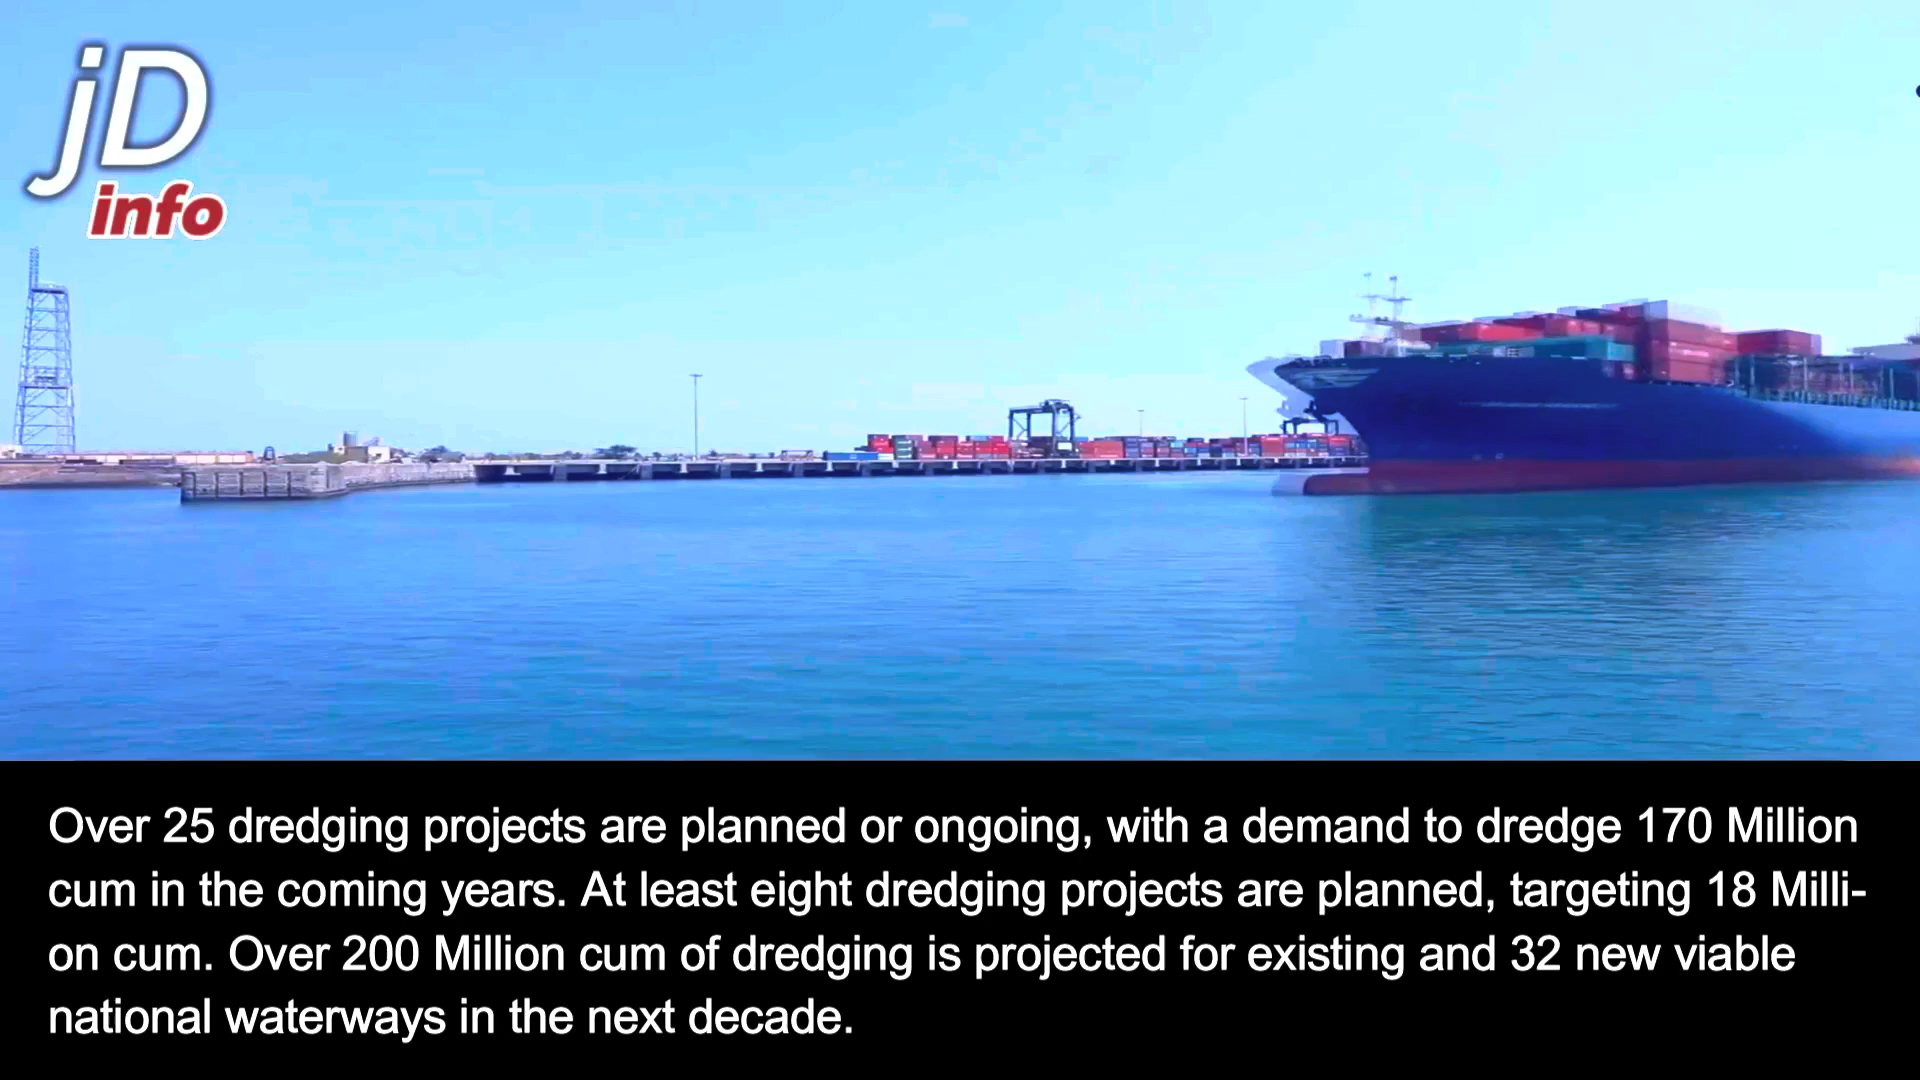 jD
info
Over 25 dredging projects are planned or ongoing, with a demand to dredge 170 Million
cum in the coming years. At least eight dredging projects are planned, targeting 18 Milli-
on cum. Over 200 Million cum of dredging is projected for existing and 32 new viable
national waterways in the next decade.